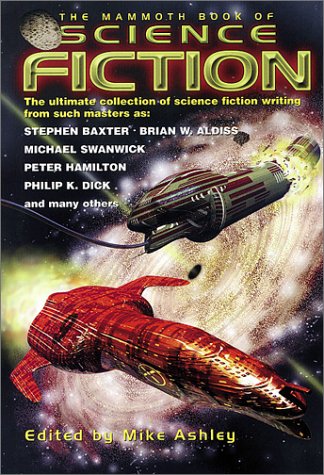 THE MAMMOTH BOOK OF
SCIENCE
FICTION
The ultimate collection of science fiction writing
from such masters as:
STEPHEN BAXTER · BRIAN W. ALDISS
MICHAEL SWANWICK
PETER HAMILTON
PHILIP K. DICK
and many others
Edited by Mike Ashley